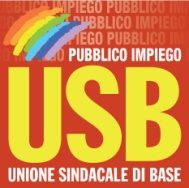 PUBBLICO IMPIEGO
USB
UNIONE SINDACALE DI BASE